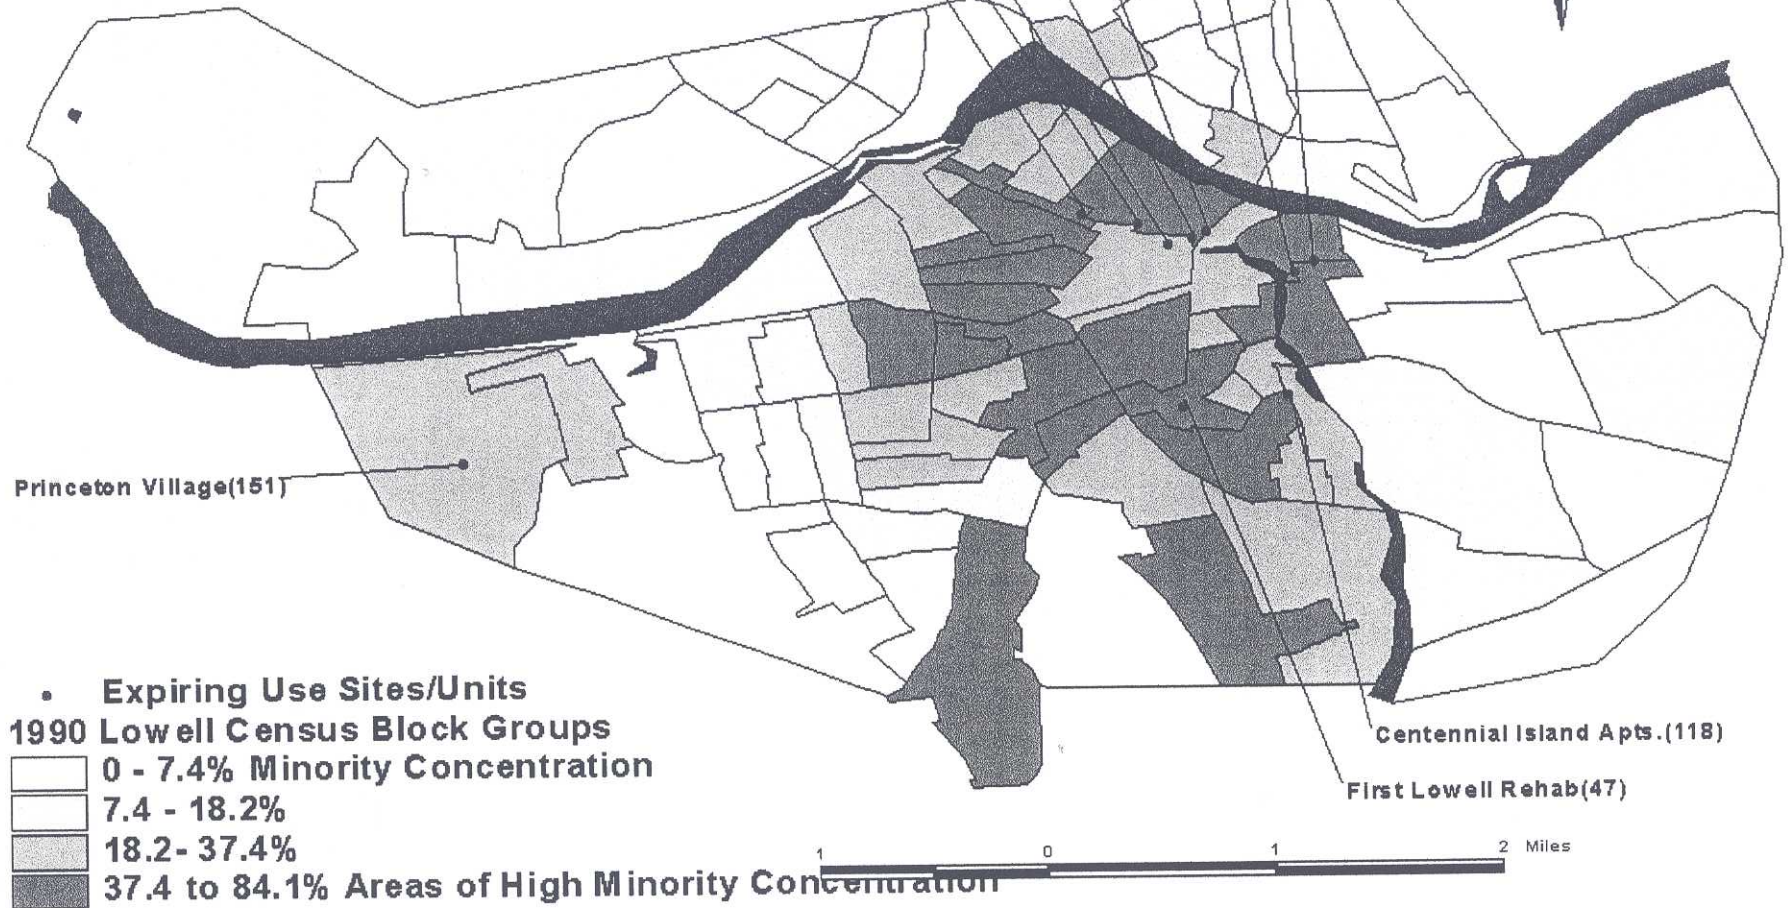 Princeton Village(151)
Expiring Use Sites/Units
1990 Lowell Census Block Groups
0 - 7.4% Minority Concentration
7.4 - 18.2%
18.2- 37.4%
37.4 to 84.1% Areas of High Minority Concentration
Centennial Island Apts.(118)
First Lowell Rehab(47)
1 0 1 2 Miles